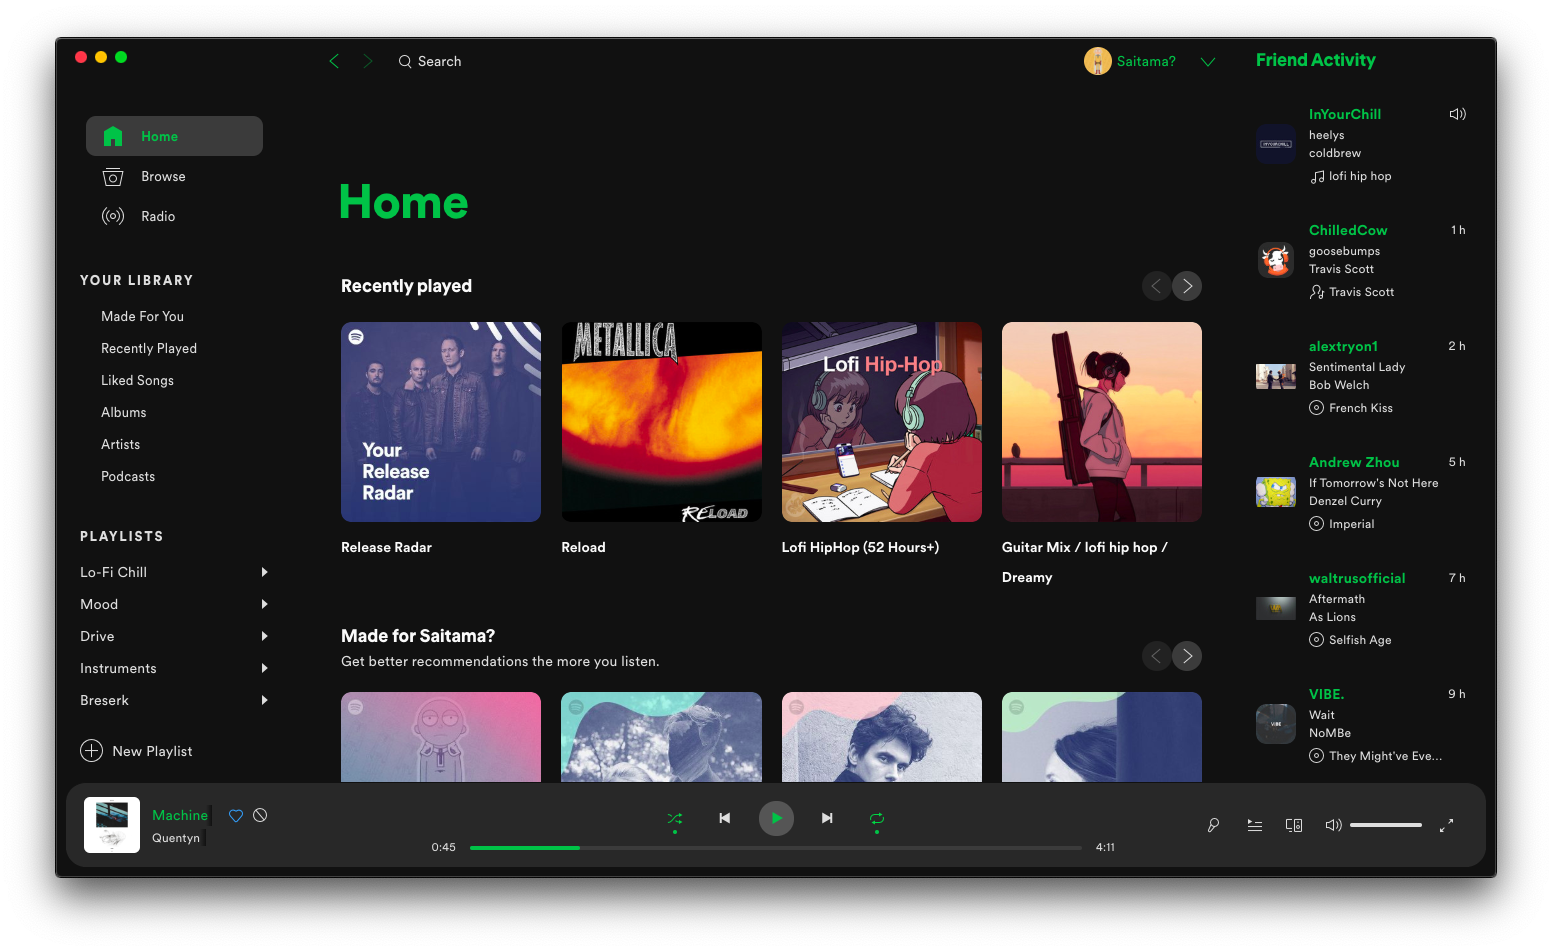 Search
Saitama?
Friend Activity
Home
Browse
Radio
YOUR LIBRARY
Made For You
Recently Played
Liked Songs
Albums
Artists
Podcasts
PLAYLISTS
Lo-Fi Chill
Mood
Drive
Instruments
Breserk
New Playlist
Home
Recently played
Your
Release
Radar
METALLICA
RELOAD
Lofi Hip-Hop
Release Radar
Reload
Lofi HipHop (52 Hours+)
Guitar Mix / lofi hip hop /
Dreamy
Made for Saitama?
Get better recommendations the more you listen.
InYourChill
heelys
coldbrew
lofi hip hop
INYOURCHILL
ChilledCow
1 h
goosebumps
Travis Scott
Travis Scott
alextryon1
2 h
Sentimental Lady
Bob Welch
French Kiss
Andrew Zhou
5 h
If Tomorrow's Not Here
Denzel Curry
Imperial
waltrusofficial
7 h
Aftermath
As Lions
Selfish Age
VIBE.
9 h
Wait
NoMBe
They Might've Eve...
VIBE
Machine
Quentyn
0:45
4:11